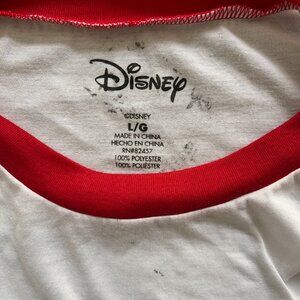 Disney
©DISNEY
L/G
MADE IN CHINA
HECHO EN CHINA
RN#82457
100% POLYESTER
100% POLIÉSTER